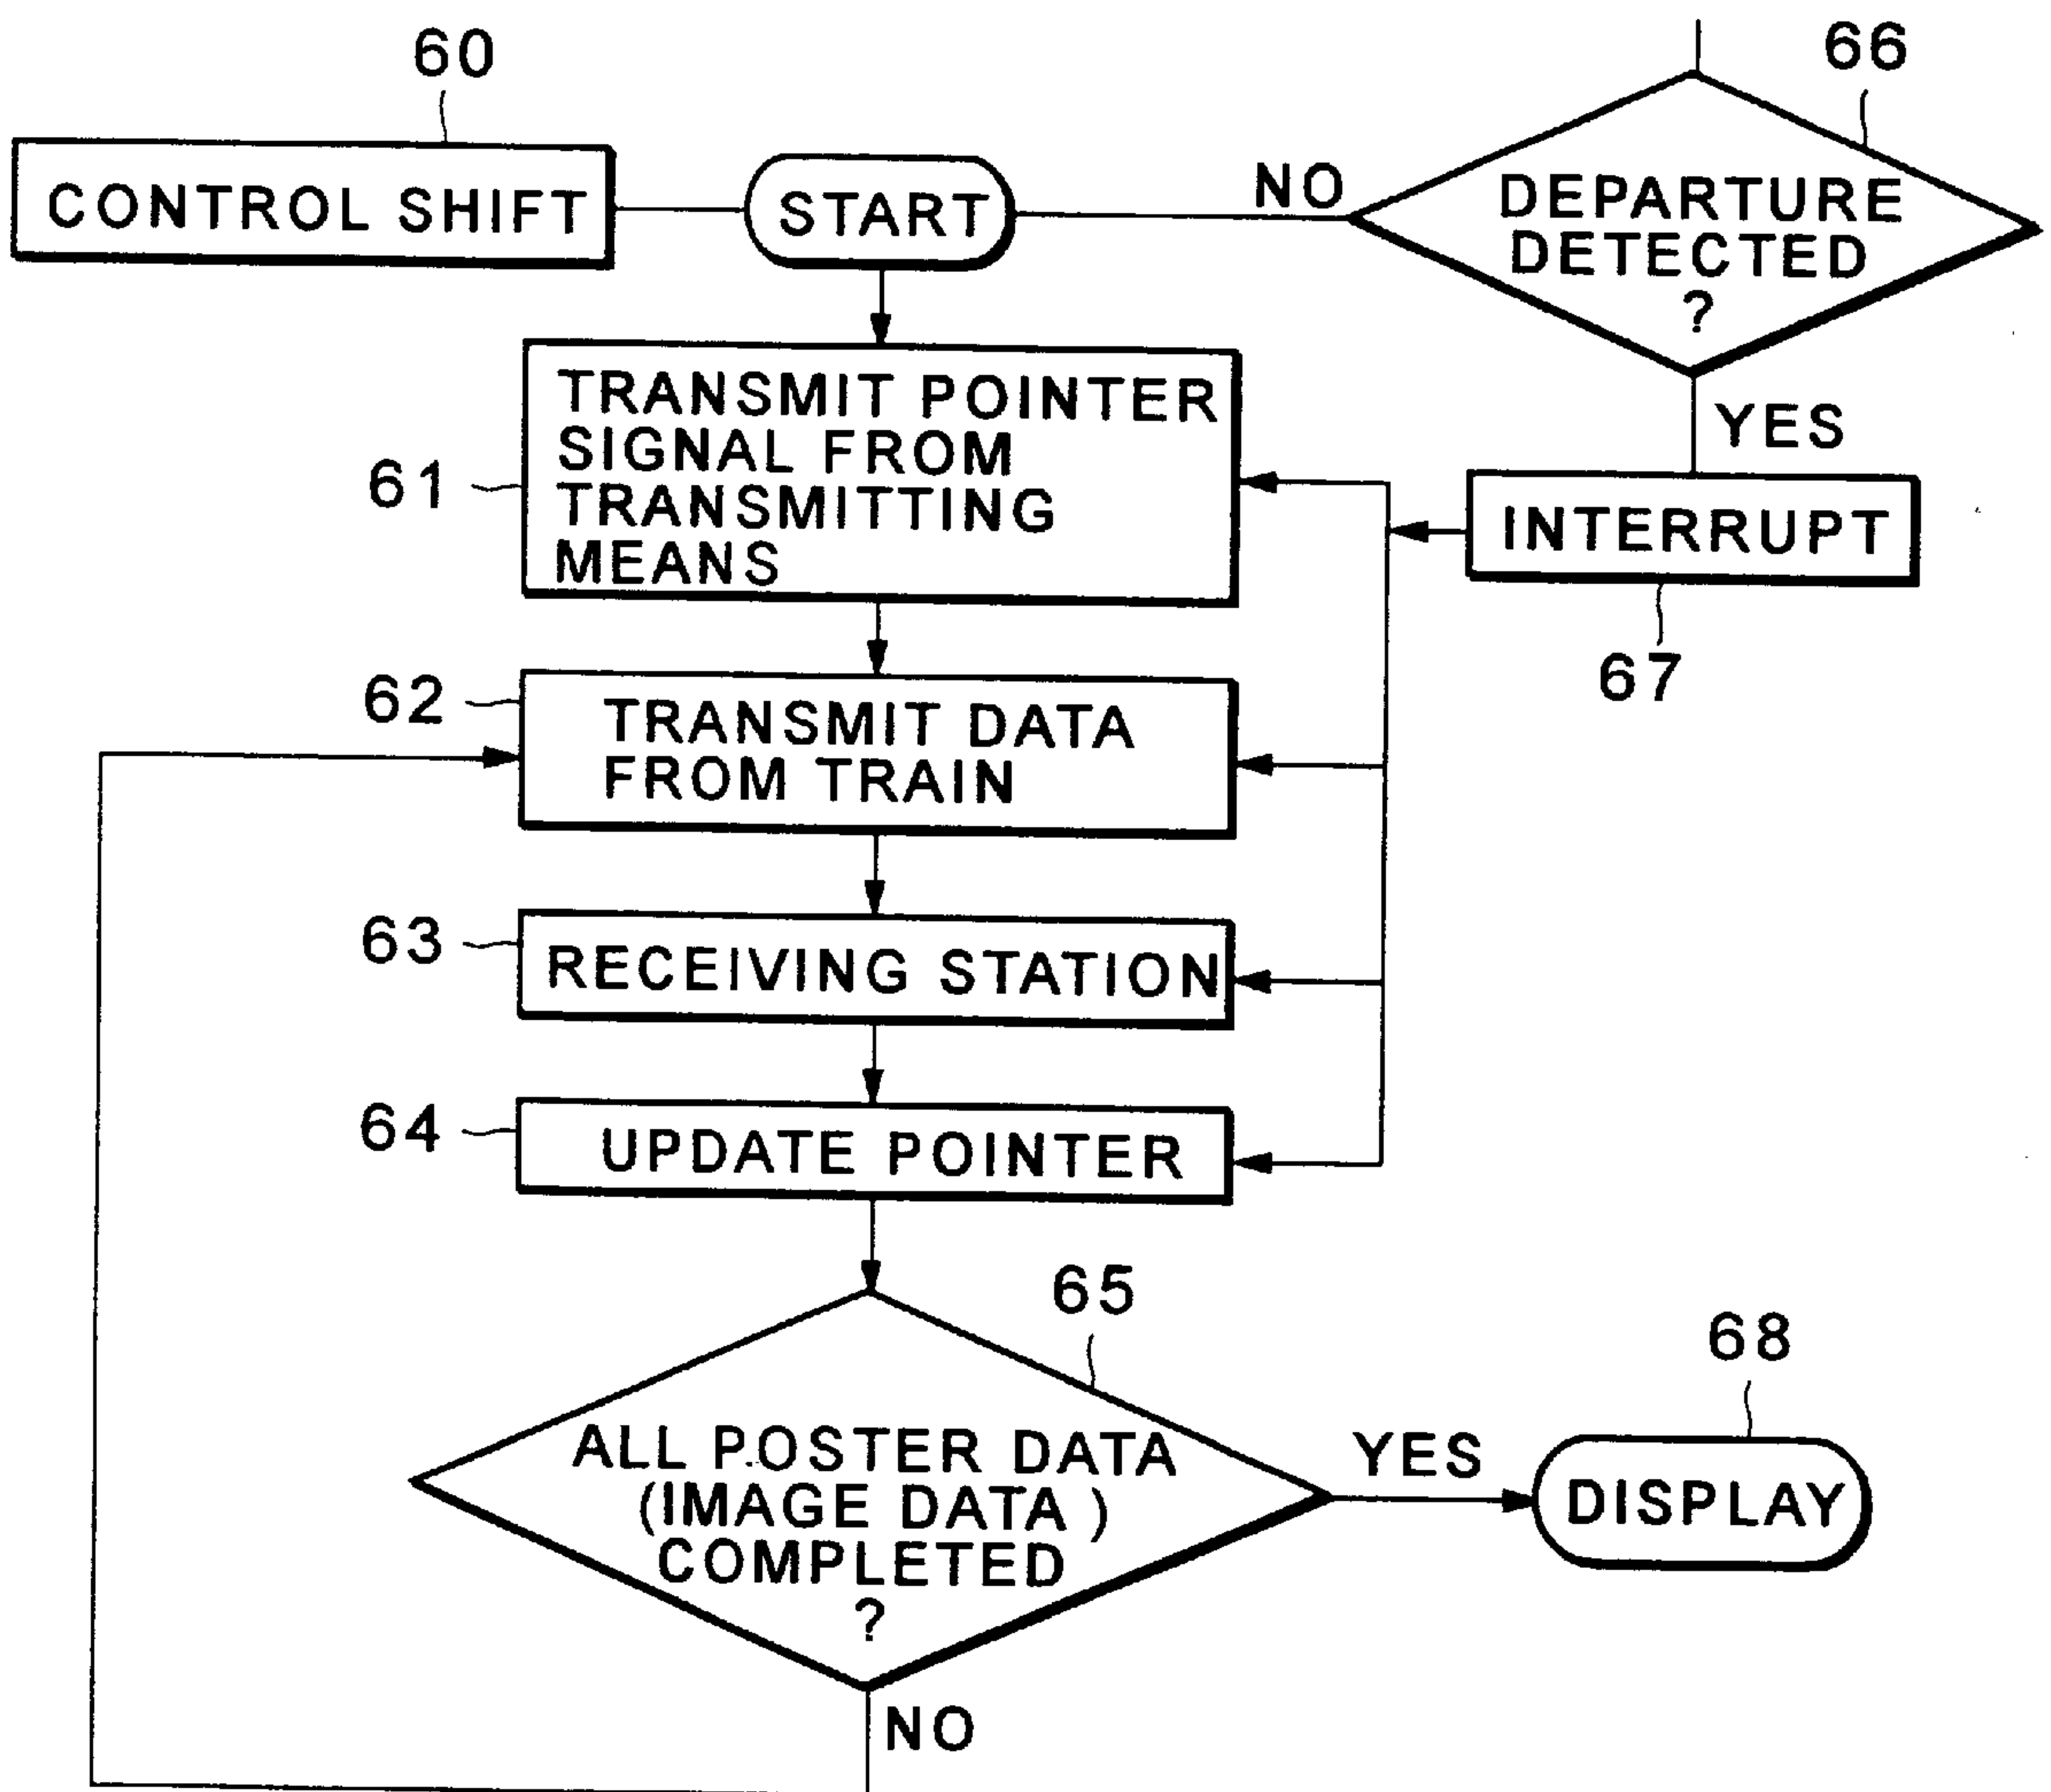 60
66
CONTROL SHIFT
START
NO
DEPARTURE
DETECTED
?
YES
61
TRANSMIT POINTER
SIGNAL FROM
TRANSMITTING
MEANS
INTERRUPT
67
62
TRANSMIT DATA
FROM TRAIN
63
RECEIVING STATION
64
UPDATE POINTER
65
ALL POSTER DATA
(IMAGE DATA)
COMPLETED
?
YES
68
DISPLAY
NO